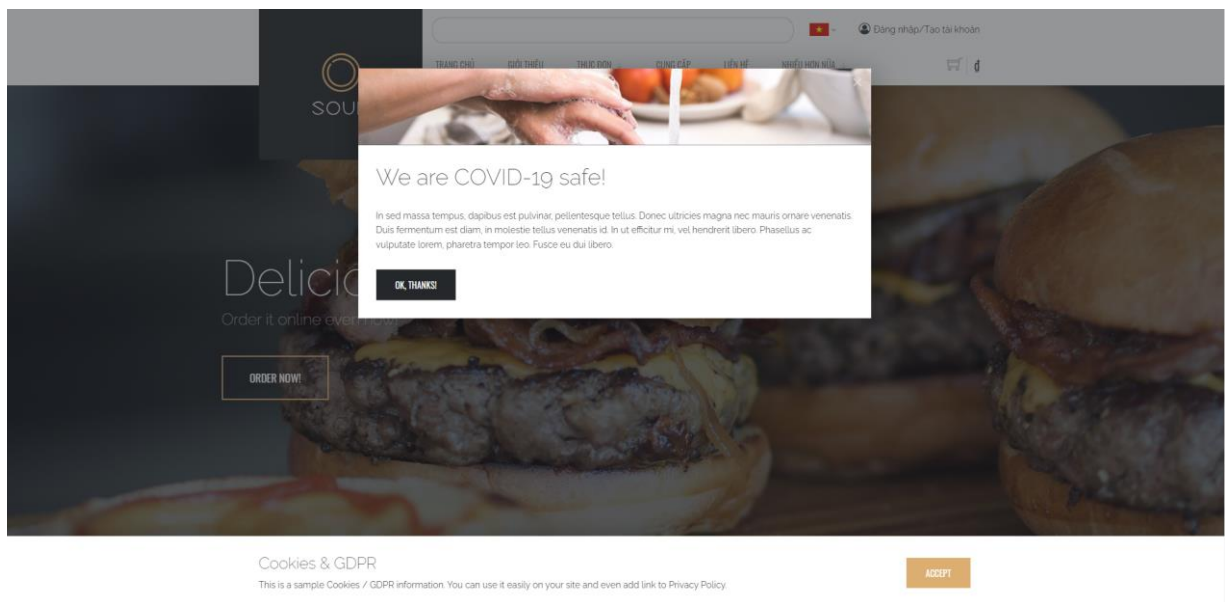 Đăng nhập/Tạo tài khoản
TRANG CHỦ GIỚI THIỆU THỰC ĐƠN CUNG CẤP LIÊN HỆ NHIỀU HƠN NỮA
đ
We are COVID-19 safe!
In sed massa tempus, dapibus est pulvinar, pellentesque tellus. Donec ultricies magna nec mauris ornare venenatis.
Duis fermentum est diam, in molestie tellus venenatis id. In ut efficitur mi, vel hendrerit libero. Phasellus ac
vulputate lorem, pharetra tempor leo. Fusce eu dui libero.
OK, THANKS!
Order it online even now!
ORDER NOW!
Cookies & GDPR
This is a sample Cookies / GDPR information. You can use it easily on your site and even add link to Privacy Policy.
ACCEPT